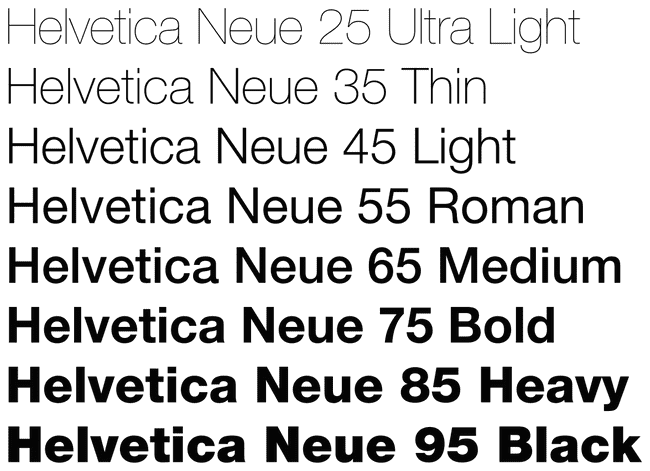 Helvetica Neue 25 Ultra Light
Helvetica Neue 35 Thin
Helvetica Neue 45 Light
Helvetica Neue 55 Roman
Helvetica Neue 65 Medium
Helvetica Neue 75 Bold
Helvetica Neue 85 Heavy
Helvetica Neue 95 Black